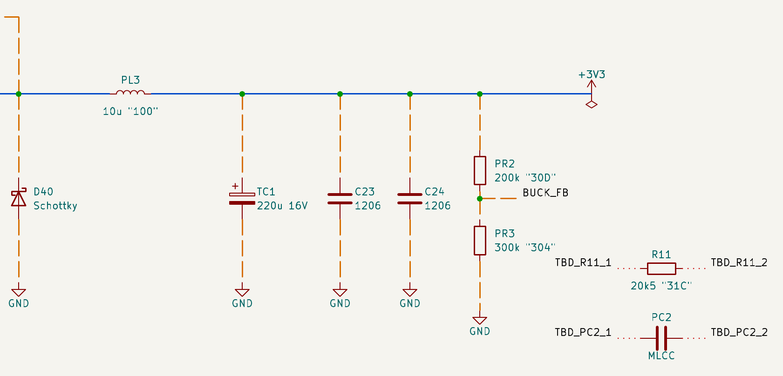 +3V3
PL3
10u "100"
D40
Schottky
+
TC1
220u 16V
C23
1206
C24
1206
PR2
200k "30D"
BUCK_FB
PR3
300k "304"
GND
GND
GND
GND
GND
TBD_R11_1
R11
TBD_R11_2
20k5 "31C"
TBD_PC2_1
PC2
TBD_PC2_2
MLCC